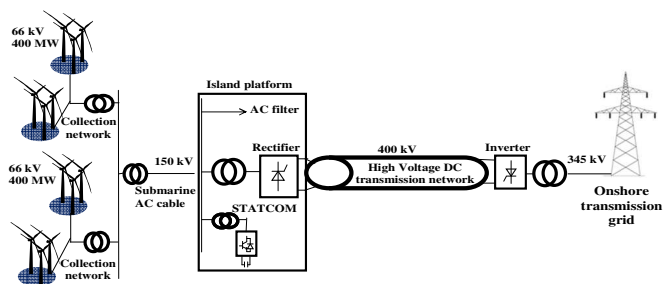 66 kV
400 MW
Collection
network
66 kV
400 MW
Collection
network
150 kV
Submarine
AC cable
Island platform
AC filter
Rectifier
STATCOM
400 kV
High Voltage DC
transmission network
Inverter
345 kV
Onshore
transmission
grid